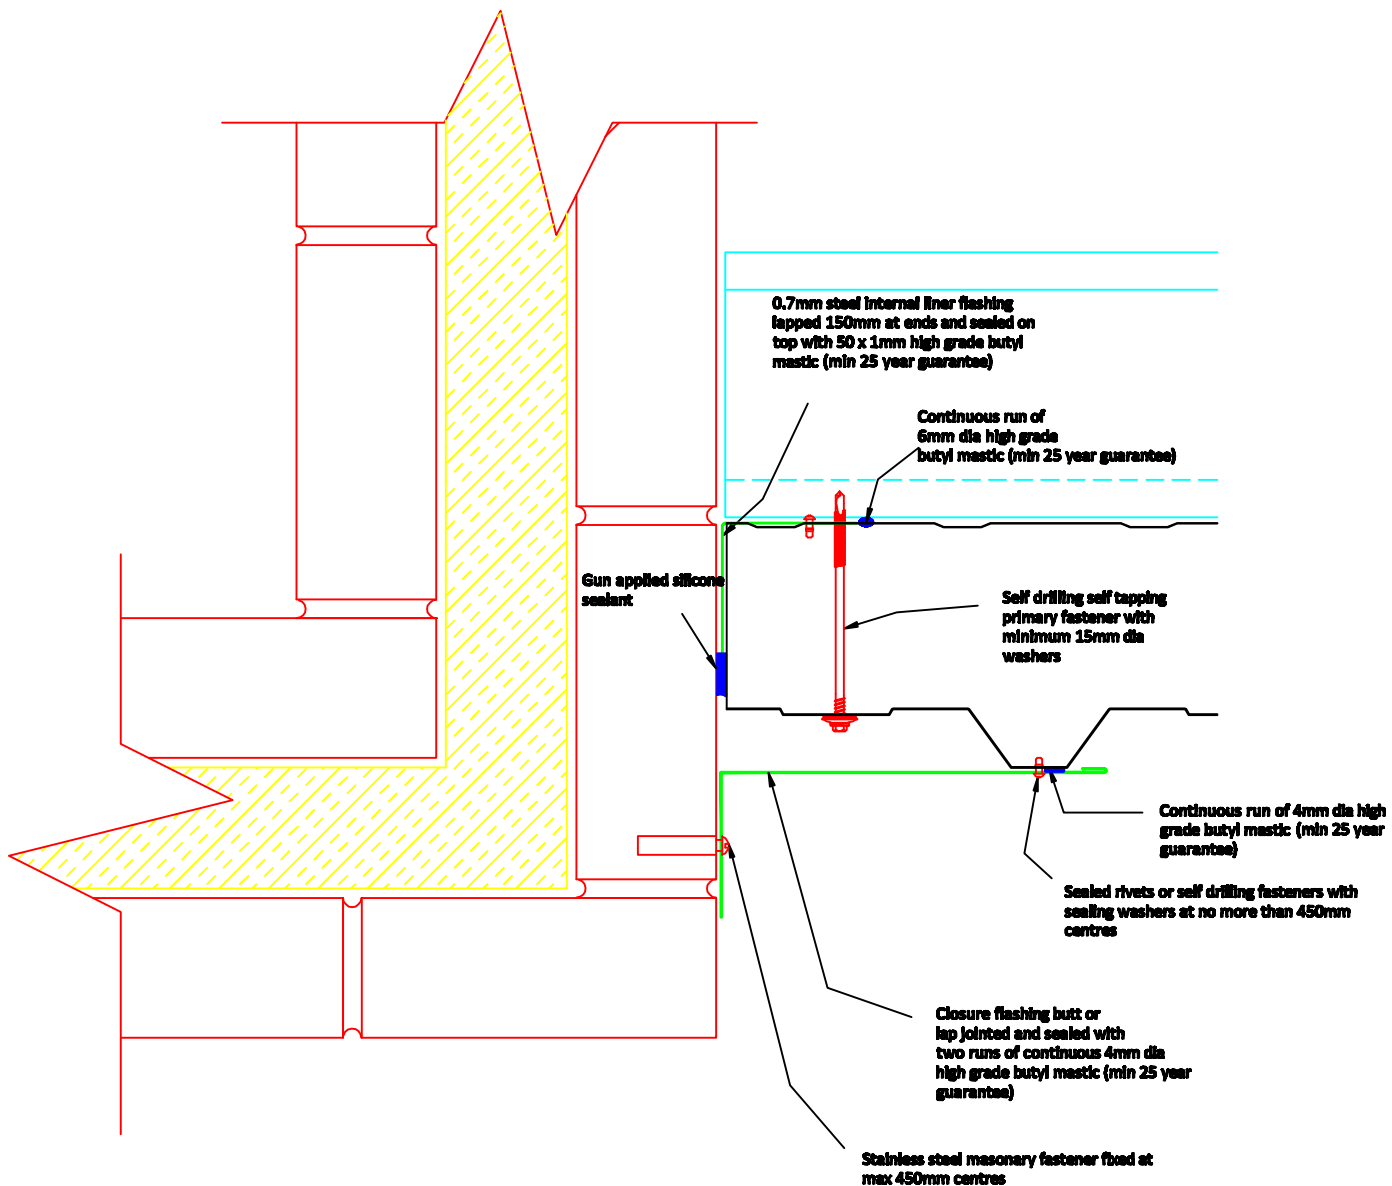 0.7mm steel internal liner flashing
lapped 150mm at ends and sealed on
top with 50 x 1mm high grade butyl
mastic (min 25 year guarantee)
Continuous run of
6mm dia high grade
butyl mastic (min 25 year guarantee)
Gun applied silicone
sealant
Self drilling self tapping
primary fastener with
minimum 15mm dia
washers
Continuous run of 4mm dia high
grade butyl mastic (min 25 year
guarantee)
Sealed rivets or self drilling fasteners with
sealing washers at no more than 450mm
centres
Closure flashing butt or
lap jointed and sealed with
two runs of continuous 4mm dia
high grade butyl mastic (min 25 year
guarantee)
Stainless steel masonary fastener fixed at
max 450mm centres